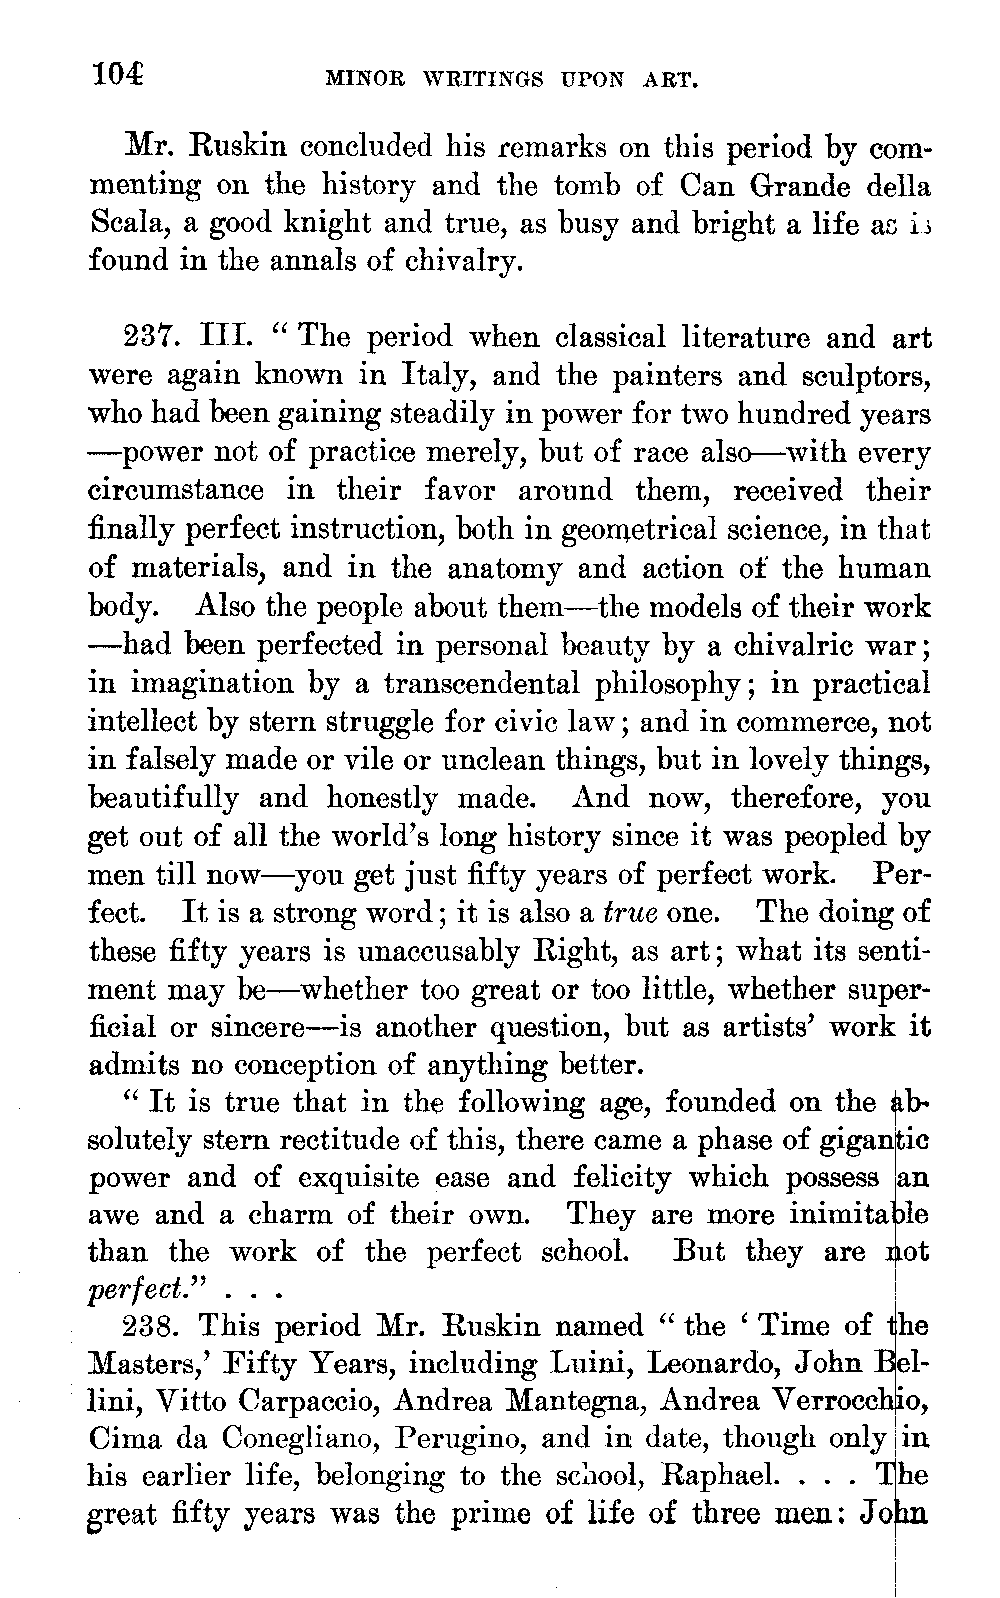 104 MINOR WRITINGS UPON ART.
Mr. Ruskin concluded his remarks on this period by com-
menting on the history and the tomb of Can Grande della
Scala, a good knight and true, as busy and bright a life as is
found in the annals of chivalry.
237. III. “ The period when classical literature and art
were again known in Italy, and the painters and sculptors,
who had been gaining steadily in power for two hundred years
—power not of practice merely, but of race also—with every
circumstance in their favor around them, received their
finally perfect instruction, both in geometrical science, in that
of materials, and in the anatomy and action of the human
body. Also the people about them—the models of their work
—had been perfected in personal beauty by a chivalric war;
in imagination by a transcendental philosophy; in practical
intellect by stern struggle for civic law; and in commerce, not
in falsely made or vile or unclean things, but in lovely things,
beautifully and honestly made. And now, therefore, you
get out of all the world’s long history since it was peopled by
men till now—you get just fifty years of perfect work. Per-
fect. It is a strong word; it is also a true one. The doing of
these fifty years is unaccusably Right, as art; what its senti-
ment may be—whether too great or too little, whether super-
ficial or sincere—is another question, but as artists’ work it
admits no conception of anything better.
“ It is true that in the following age, founded on the ab-
solutely stern rectitude of this, there came a phase of gigantic
power and of exquisite ease and felicity which possess an
awe and a charm of their own. They are more inimitable
than the work of the perfect school. But they are not
perfect.” . . .
238. This period Mr. Ruskin named “ the ‘ Time of the
Masters,’ Fifty Years, including Luini, Leonardo, John Bel-
lini, Vitto Carpaccio, Andrea Mantegna, Andrea Verrocchio,
Cima da Conegliano, Perugino, and in date, though only in
his earlier life, belonging to the school, Raphael. . . . The
great fifty years was the prime of life of three men: John